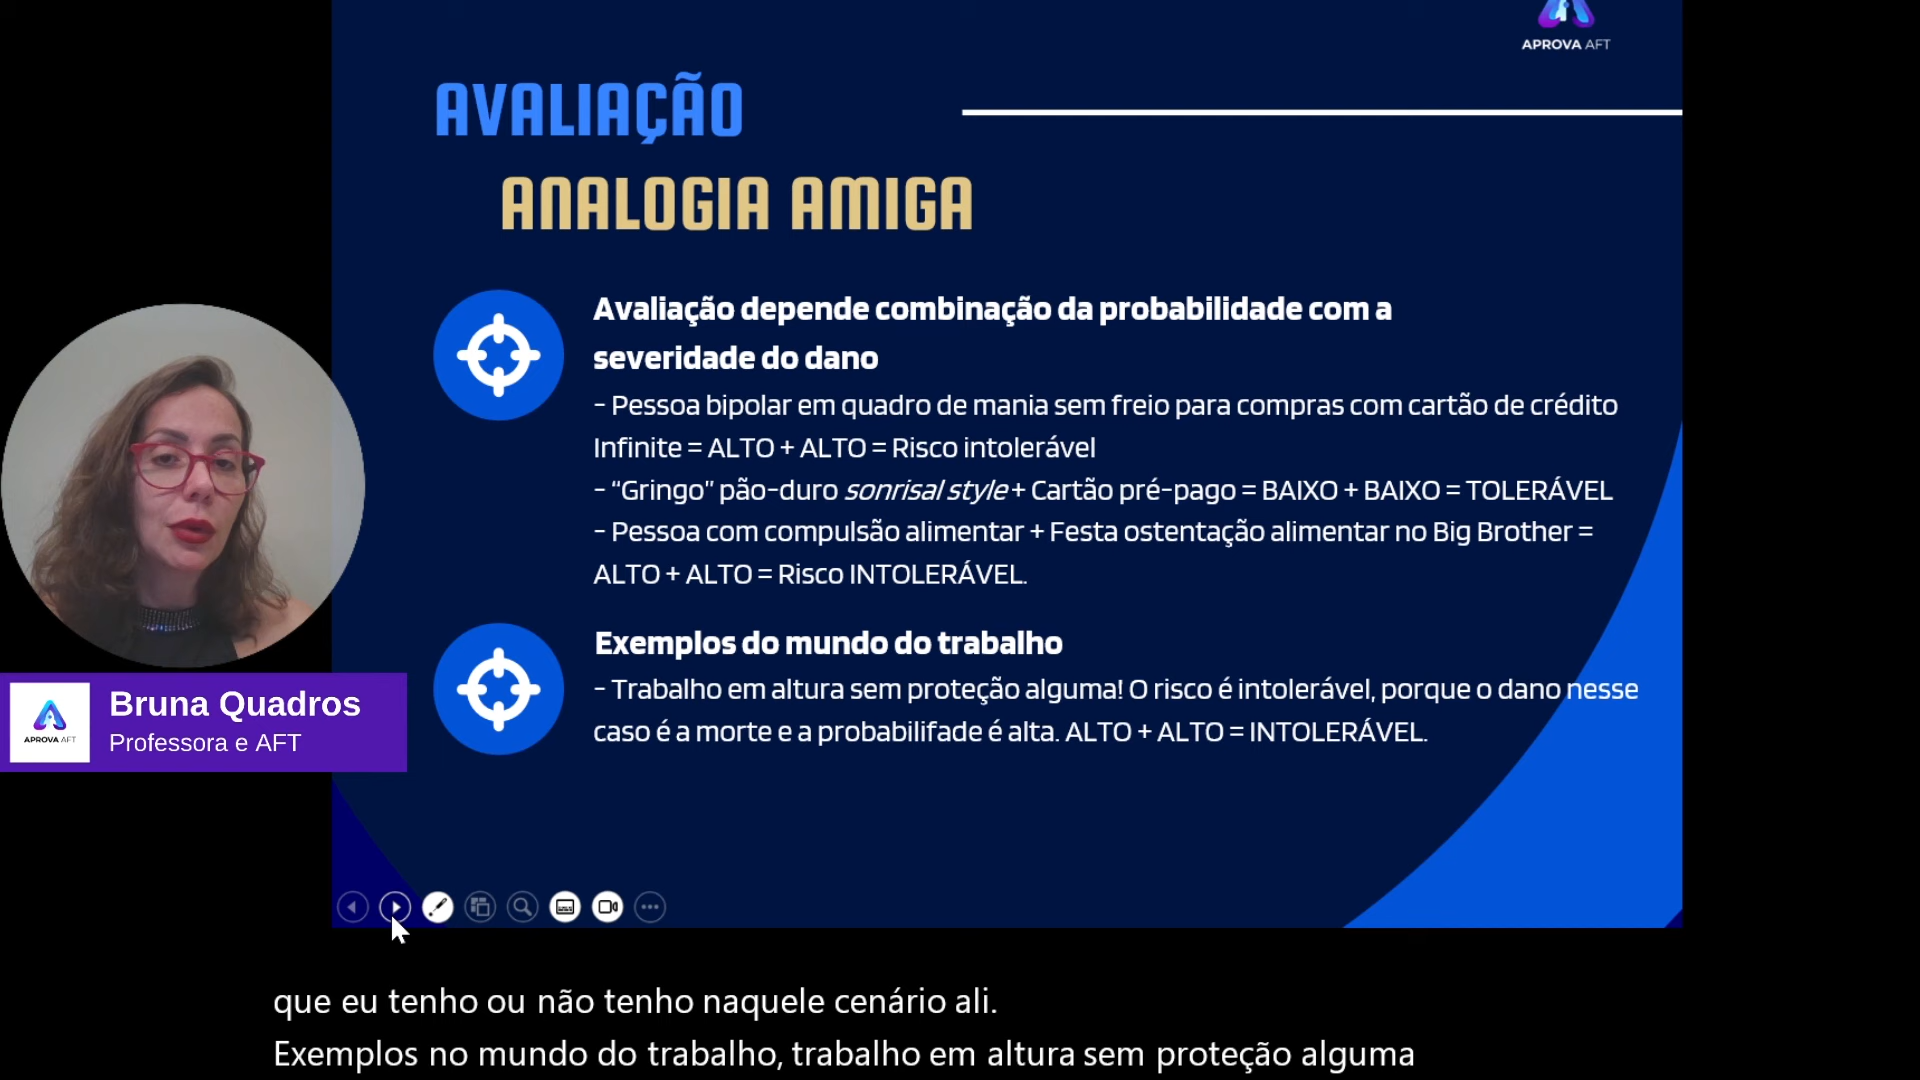 APROVA AFT
AVALIAÇÃO
ANALOGIA AMIGA
Avaliação depende combinação da probabilidade com a
severidade do dano
- Pessoa bipolar em quadro de mania sem freio para compras com cartão de crédito
Infinite = ALTO + ALTO = Risco intolerável
- “Gringo” pão-duro sonrisal style + Cartão pré-pago = BAIXO + BAIXO = TOLERÁVEL
- Pessoa com compulsão alimentar + Festa ostentação alimentar no Big Brother =
ALTO + ALTO = Risco INTOLERÁVEL.
Exemplos do mundo do trabalho
- Trabalho em altura sem proteção alguma! O risco é intolerável, porque o dano nesse
caso é a morte e a probabilifade é alta. ALTO + ALTO = INTOLERÁVEL.
Bruna Quadros
Professora e AFT
APROVA AFT
que eu tenho ou não tenho naquele cenário ali.
Exemplos no mundo do trabalho, trabalho em altura sem proteção alguma